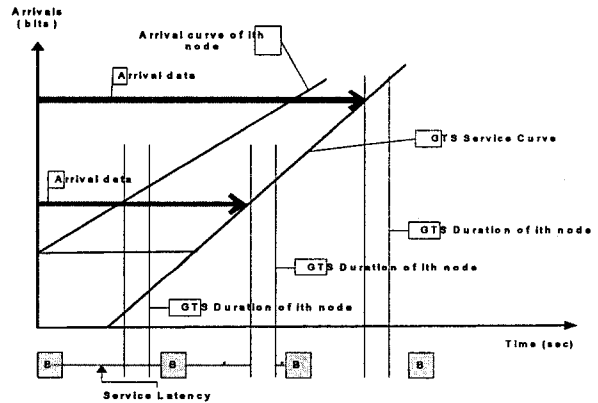 Arrivals
(bits)
Arrival curve of ith
node
Arrival data
GTS Service Curve
Arrival data
GTS Duration of ith node
GTS Duration of ith node
GTS Duration of ith node
Time (sec)
B
B
B
B
Service Latency